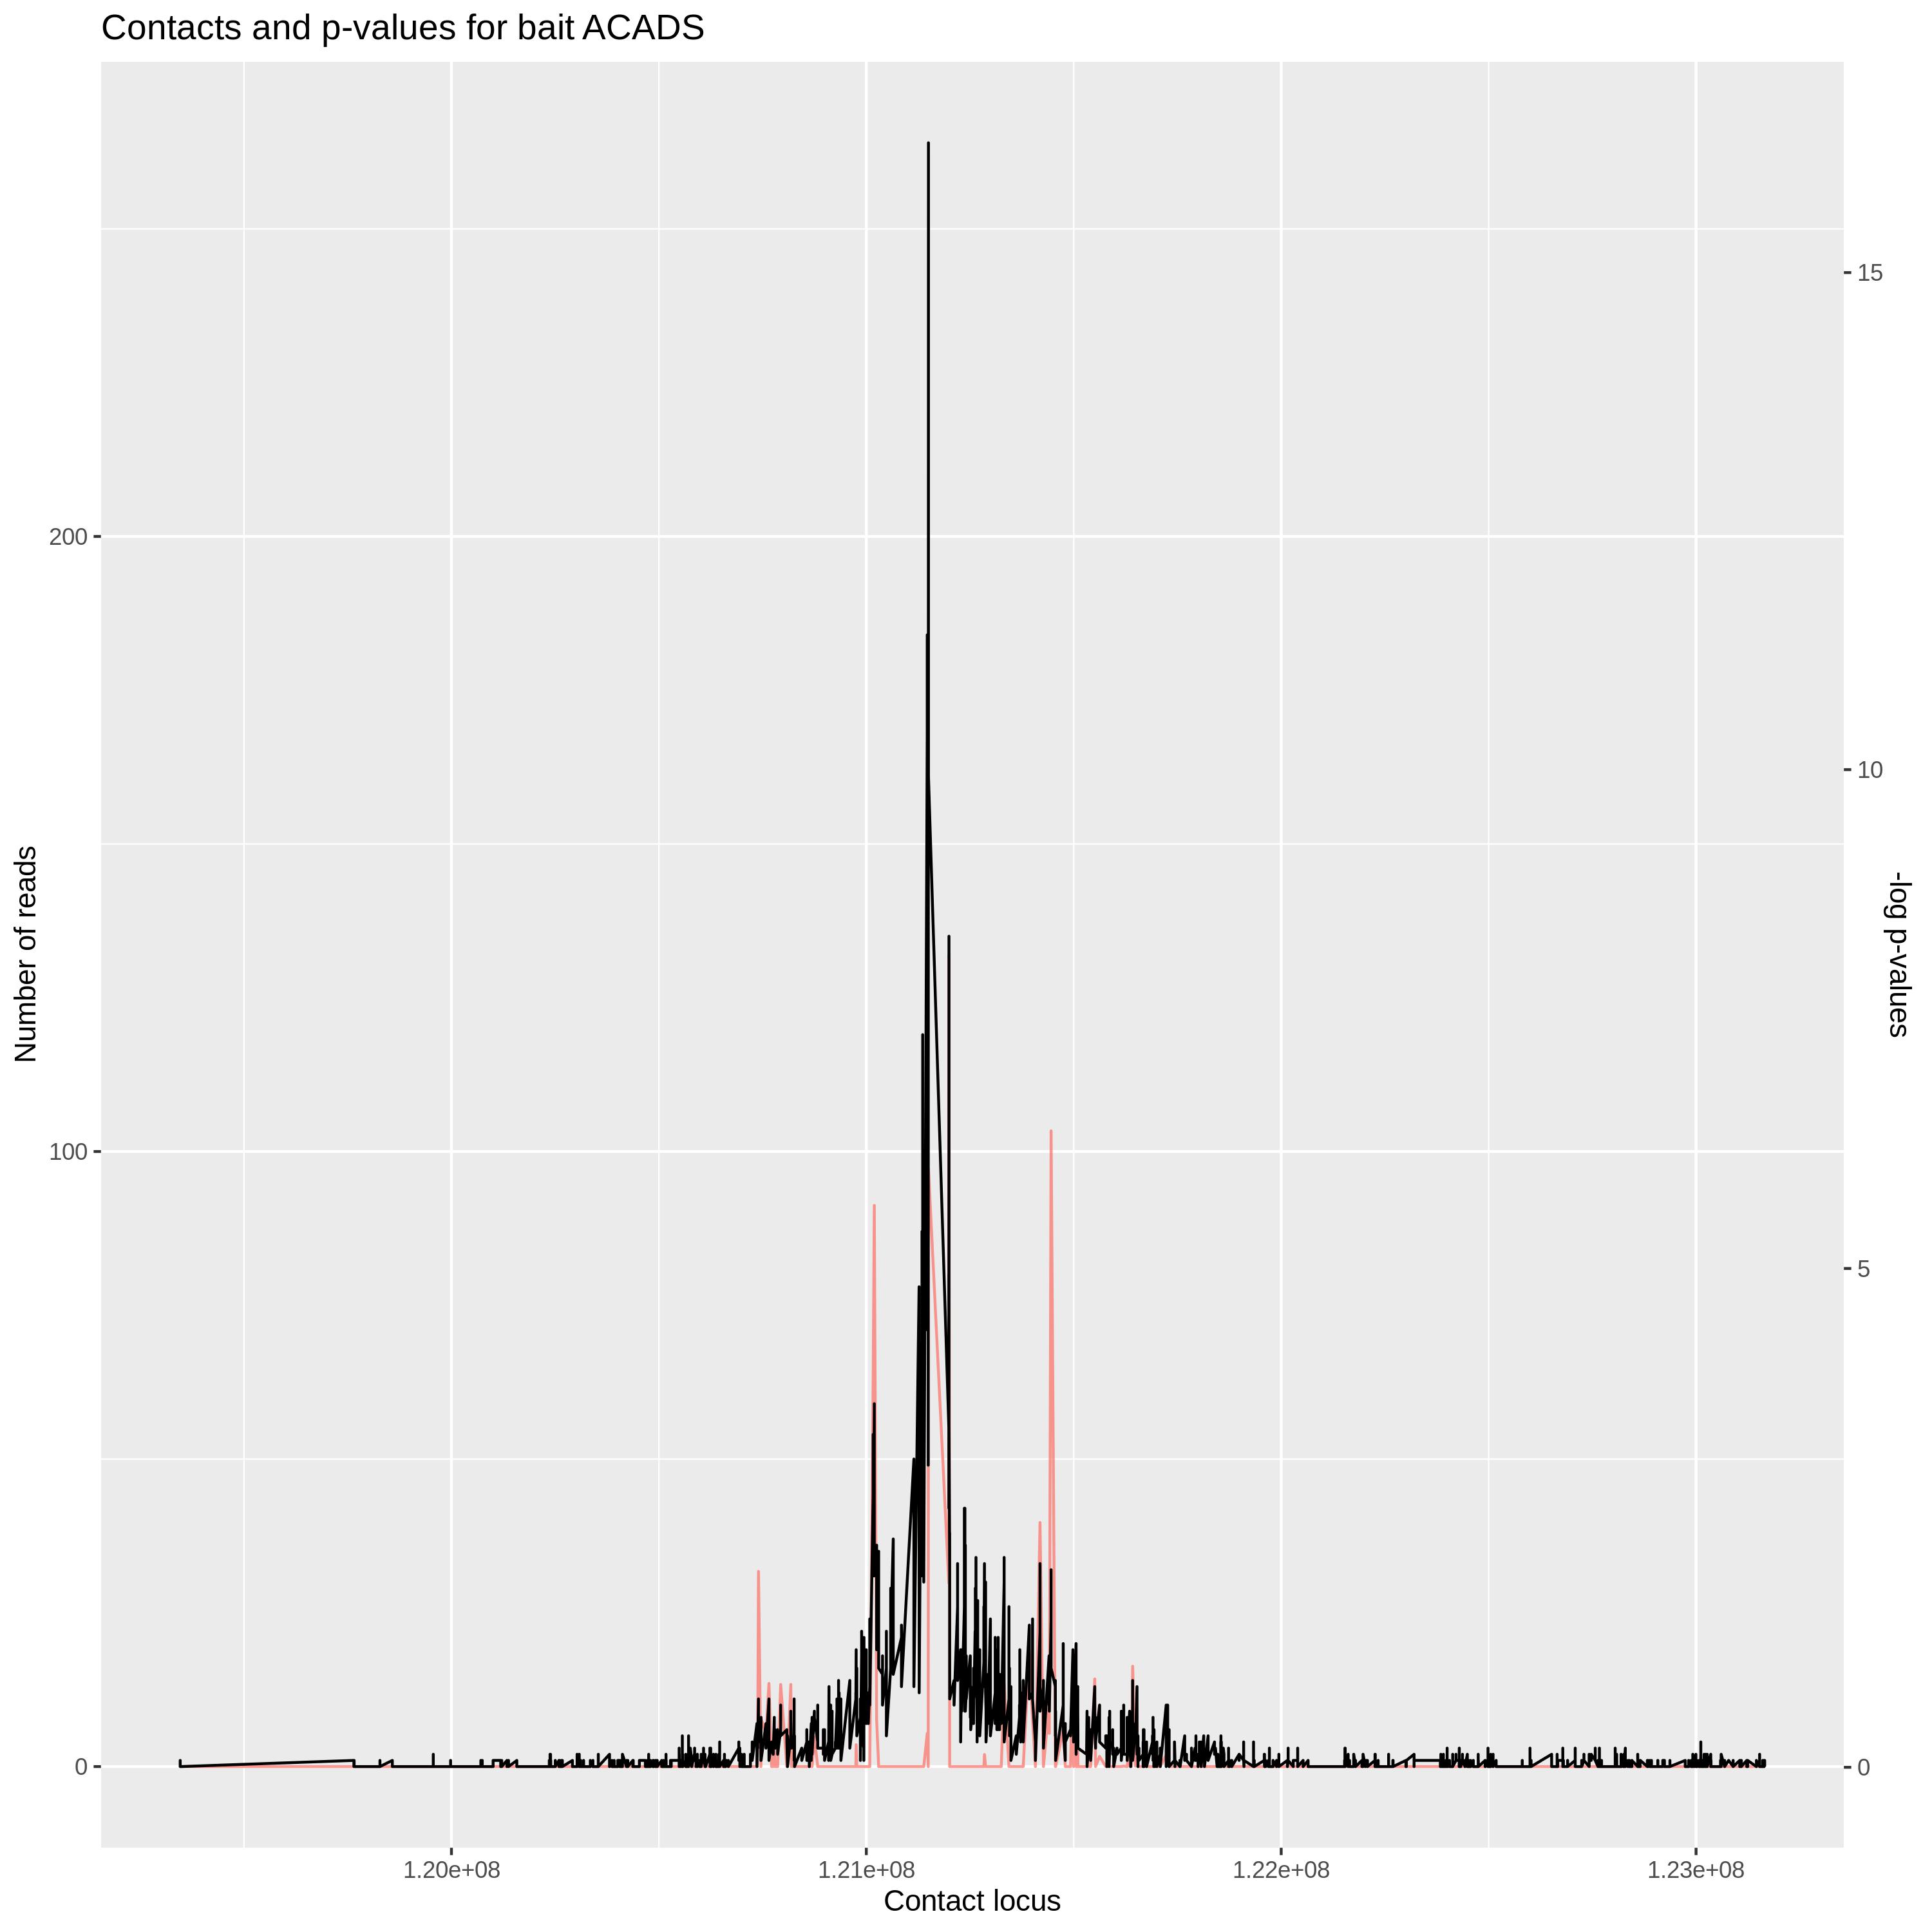 Contacts and p-values for bait ACADS
Number of reads
200
100
0
15
10
5
0
-log p-values
1.20e+08
1.21e+08
1.22e+08
1.23e+08
Contact locus